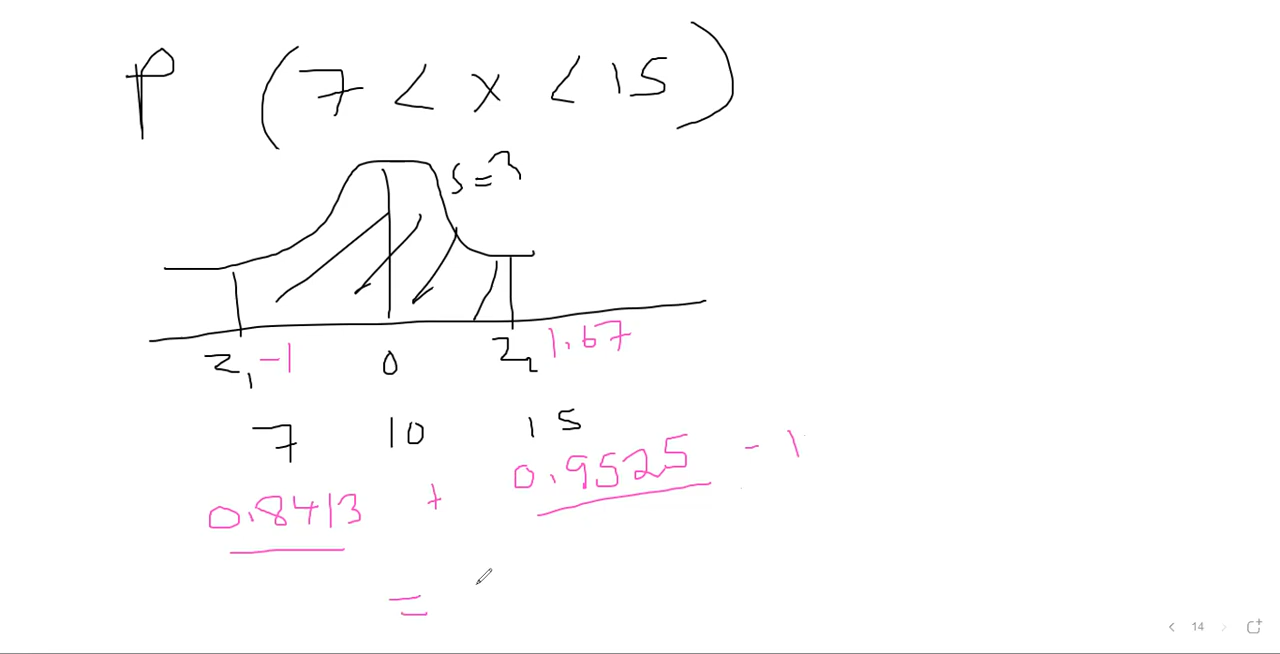 P (7 < x < 15)
s=3
z₁ -1 0 z₂ 1.67
7 10 15
0.8413 + 0.9525 - 1
=
14